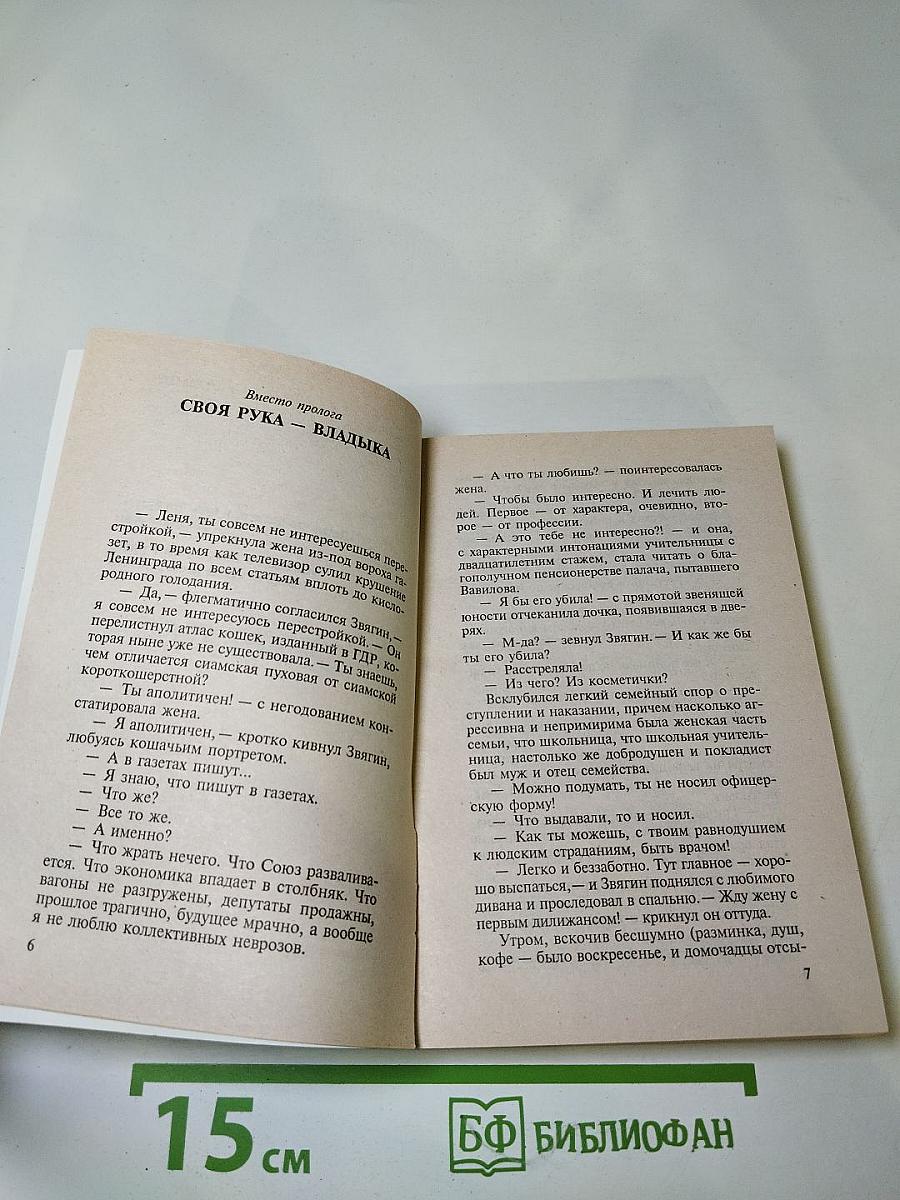 Вместо пролога
СВОЯ РУКА — ВЛАДЫКА
— Леня, ты совсем не интересуешься пере-
стройкой, — упрекнула жена из-под вороха га-
зет, в то время как телевизор сулил крушение
Ленинграда по всем статьям вплоть до кисло-
родного голодания.
— Да, — флегматично согласился Звягин, —
я совсем не интересуюсь перестройкой. — Он
перелистнул атлас кошек, изданный в ГДР, ко-
торая ныне уже не существовала. — Ты знаешь,
чем отличается сиамская пуховая от сиамской
короткошерстной?
— Ты аполитичен! — с негодованием кон-
статировала жена.
— Я аполитичен, — кротко кивнул Звягин,
любуясь кошачьим портретом.
— А в газетах пишут...
— Я знаю, что пишут в газетах.
— Что же?
— Все то же.
— А именно?
— Что жрать нечего. Что Союз развалива-
ется. Что экономика впадает в столбняк. Что
вагоны не разгружены, депутаты продажны,
прошлое трагично, будущее мрачно, а вообще
я не люблю коллективных неврозов.
6
— А что ты любишь? — поинтересовалась
жена.
— Чтобы было интересно. И лечить лю-
дей. Первое — от характера, очевидно, вто-
рое — от профессии.
— А это тебе не интересно?! — и она,
с характерными интонациями учительницы с
двадцатилетним стажем, стала читать о бла-
гополучном пенсионерстве палача, пытавшего
Вавилова.
— Я бы его убила! — с прямотой звенящей
юности отчеканила дочка, появившаяся в две-
рях.
— М-да? — зевнул Звягин. — И как же бы
ты его убила?
— Расстреляла!
— Из чего? Из косметички?
Всклубился легкий семейный спор о пре-
ступлении и наказании, причем насколько аг-
рессивна и непримирима была женская часть
семьи, что школьница, что школьная учитель-
ница, настолько же добродушен и покладист
был муж и отец семейства.
— Можно подумать, ты не носил офицер-
скую форму!
— Что выдавали, то и носил.
— Как ты можешь, с твоим равнодушием
к людским страданиям, быть врачом!
— Легко и беззаботно. Тут главное — хоро-
шо выспаться, — и Звягин поднялся с любимого
дивана и проследовал в спальню. — Жду жену с
первым дилижансом! — крикнул он оттуда.
Утром, вскочив бесшумно (разминка, душ,
кофе — было воскресенье, и домочадцы отсы-
7
15 см
БФ БИБЛИОФАН